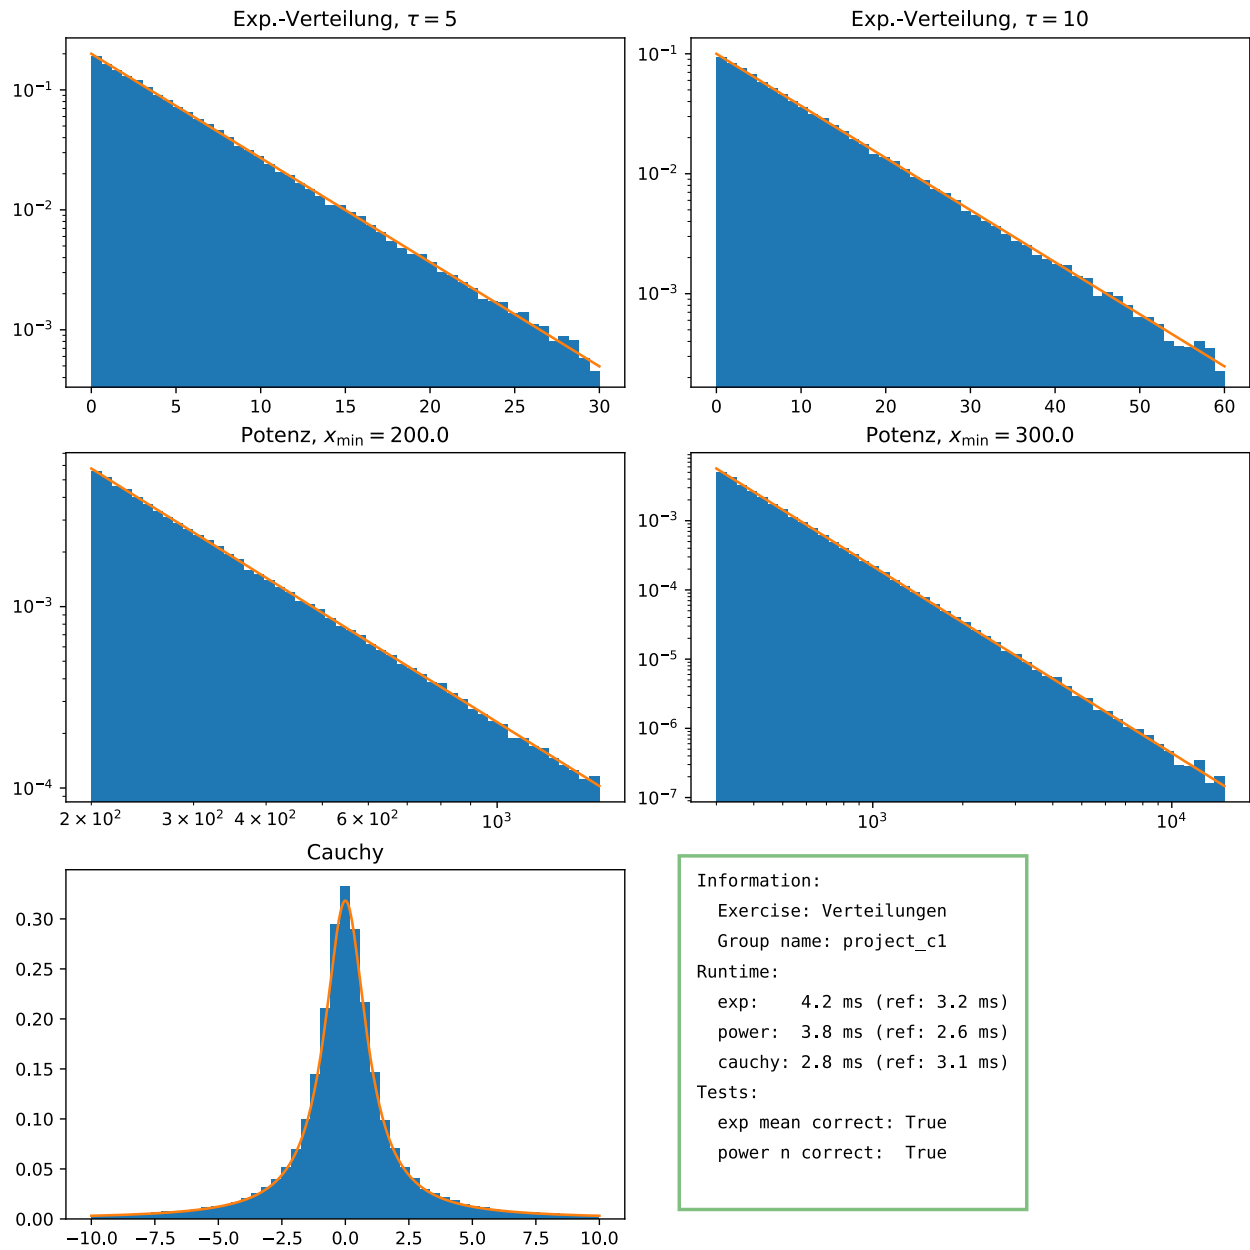 Exp.-Verteilung, τ = 5
10⁻¹
10⁻²
10⁻³
0 5 10 15 20 25 30
Exp.-Verteilung, τ = 10
10⁻¹
10⁻²
10⁻³
0 10 20 30 40 50 60
Potenz, xmin = 200.0
10⁻³
10⁻⁴
2 × 10² 3 × 10² 4 × 10² 6 × 10² 10³
Potenz, xmin = 300.0
10⁻³
10⁻⁴
10⁻⁵
10⁻⁶
10⁻⁷
10³ 10⁴
Cauchy
0.30
0.25
0.20
0.15
0.10
0.05
0.00
−10.0 −7.5 −5.0 −2.5 0.0 2.5 5.0 7.5 10.0
Information:
Exercise: Verteilungen
Group name: project_c1
Runtime:
exp: 4.2 ms (ref: 3.2 ms)
power: 3.8 ms (ref: 2.6 ms)
cauchy: 2.8 ms (ref: 3.1 ms)
Tests:
exp mean correct: True
power n correct: True